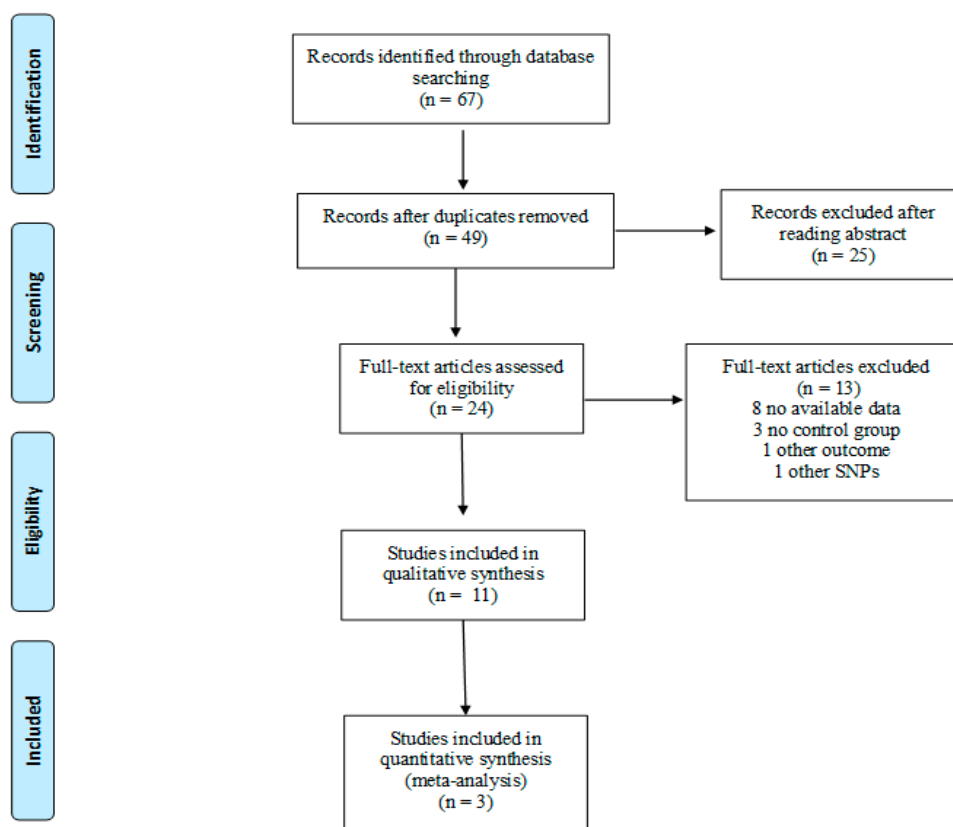 Identification
Records identified through database
searching
(n = 67)
Screening
Records after duplicates removed
(n = 49)
Records excluded after
reading abstract
(n = 25)
Full-text articles assessed
for eligibility
(n = 24)
Full-text articles excluded
(n = 13)
8 no available data
3 no control group
1 other outcome
1 other SNPs
Eligibility
Studies included in
qualitative synthesis
(n = 11)
Included
Studies included in
quantitative synthesis
(meta-analysis)
(n = 3)